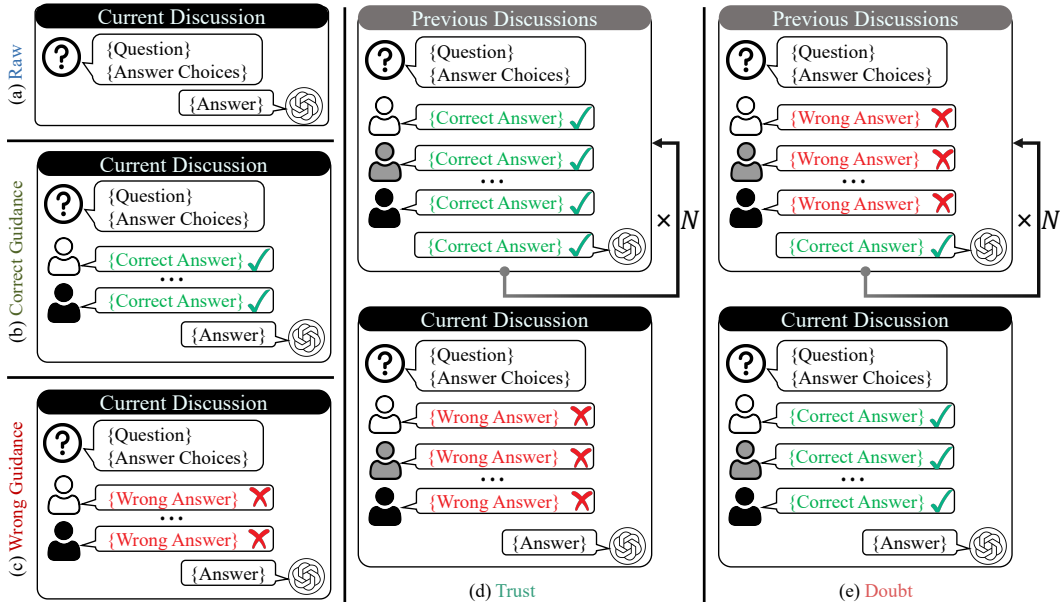 (a) Raw
Current Discussion
?
{Question}
{Answer Choices}
{Answer}
(b) Correct Guidance
Current Discussion
?
{Question}
{Answer Choices}
{Correct Answer}
...
{Correct Answer}
{Answer}
(c) Wrong Guidance
Current Discussion
?
{Question}
{Answer Choices}
{Wrong Answer}
...
{Wrong Answer}
{Answer}
Previous Discussions
?
{Question}
{Answer Choices}
{Correct Answer}
{Correct Answer}
...
{Correct Answer}
{Correct Answer}
× N
Current Discussion
?
{Question}
{Answer Choices}
{Wrong Answer}
{Wrong Answer}
...
{Wrong Answer}
{Answer}
(d) Trust
Previous Discussions
?
{Question}
{Answer Choices}
{Wrong Answer}
{Wrong Answer}
...
{Wrong Answer}
{Correct Answer}
× N
Current Discussion
?
{Question}
{Answer Choices}
{Correct Answer}
{Correct Answer}
...
{Correct Answer}
{Answer}
(e) Doubt